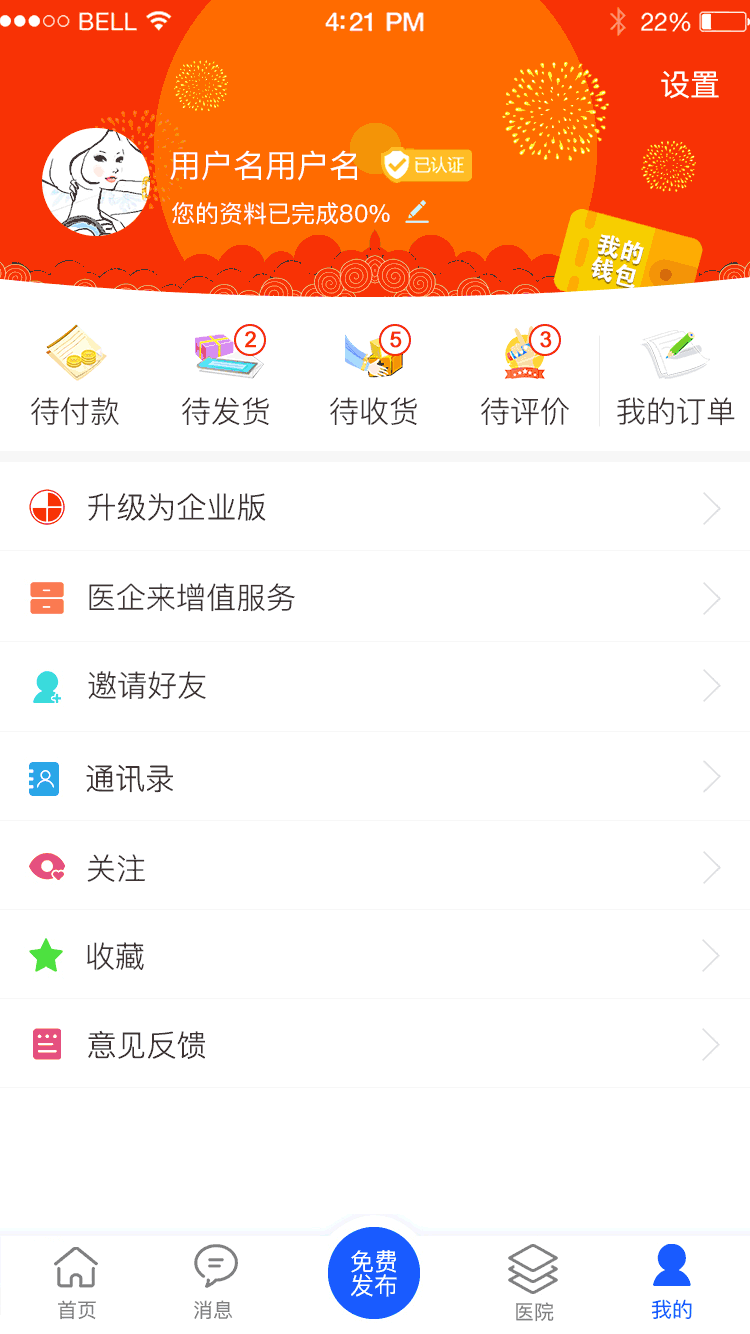 BELL
4:21 PM
22%
设置
用户名用户名
已认证
您的资料已完成80%
我的
钱包
2
5
3
待付款
待发货
待收货
待评价
我的订单
升级为企业版
医企来增值服务
邀请好友
通讯录
关注
收藏
意见反馈
免费
发布
首页
消息
医院
我的